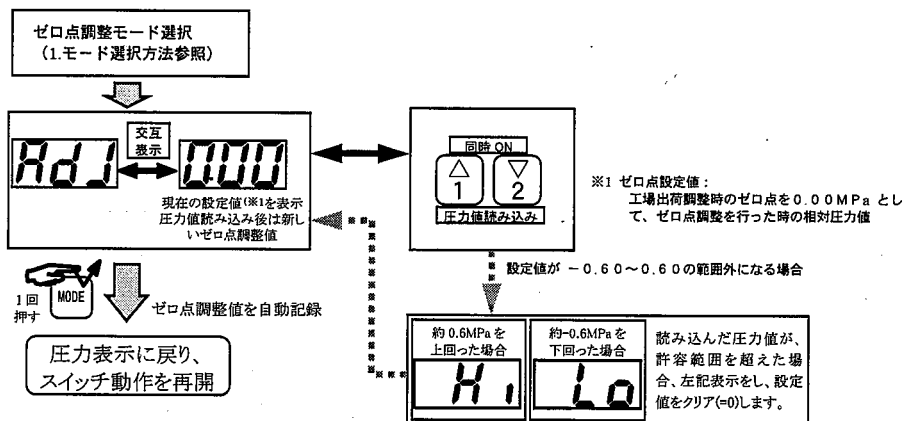 ゼロ点調整モード選択
(1.モード選択方法参照)
AdJ
交互
表示
0.00
現在の設定値(※1を表示
圧力値読み込み後は新し
いゼロ点調整値
同時 ON
△
1
▽
2
圧力値読み込み
※1 ゼロ点設定値：
工場出荷調整時のゼロ点を0.00MPaとし
て、ゼロ点調整を行った時の相対圧力値
設定値が －0.60～0.60の範囲外になる場合
1回
押す
MODE
ゼロ点調整値を自動記録
圧力表示に戻り、
スイッチ動作を再開
約 0.6MPaを
上回った場合
Hi
約-0.6MPaを
下回った場合
Lo
読み込んだ圧力値が、
許容範囲を超えた場
合、左記表示をし、設定
値をクリア(=0)します。